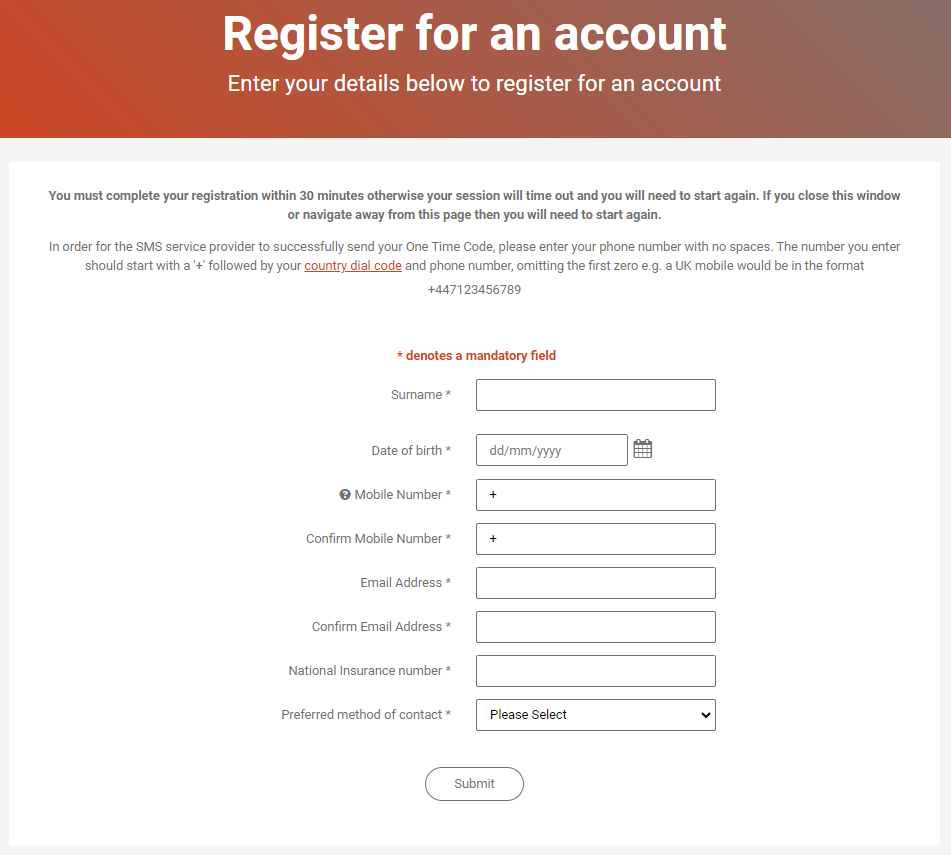 Register for an account
Enter your details below to register for an account
You must complete your registration within 30 minutes otherwise your session will time out and you will need to start again. If you close this window
or navigate away from this page then you will need to start again.
In order for the SMS service provider to successfully send your One Time Code, please enter your phone number with no spaces. The number you enter
should start with a '+' followed by your country dial code and phone number, omitting the first zero e.g. a UK mobile would be in the format
+447123456789
* denotes a mandatory field
Surname *
Date of birth * dd/mm/yyyy
? Mobile Number * +
Confirm Mobile Number * +
Email Address *
Confirm Email Address *
National Insurance number *
Preferred method of contact * Please Select
Submit